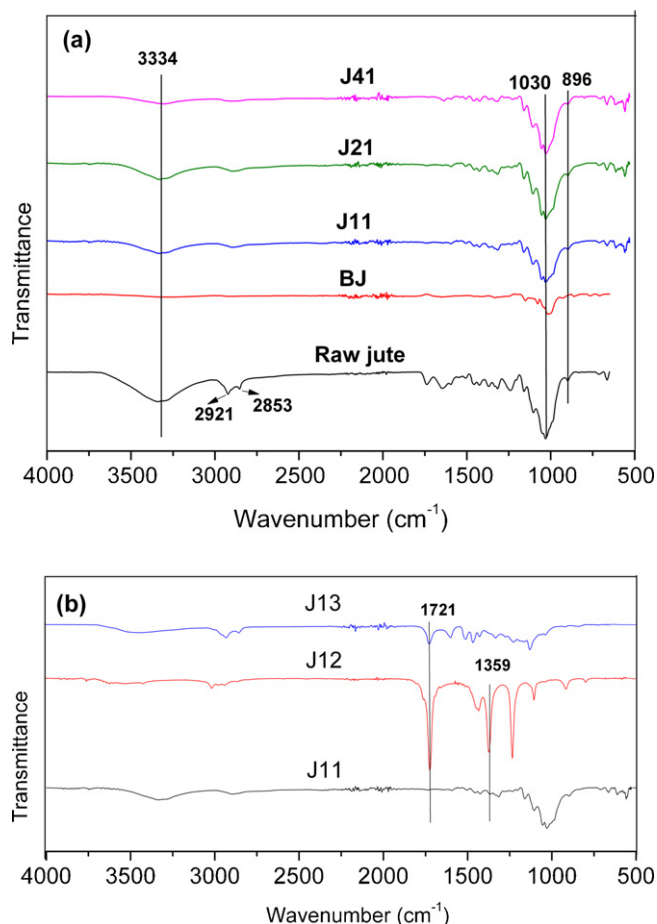 (a)
3334
J41
1030
896
J21
J11
BJ
Raw jute
2921
2853
Transmittance
4000 3500 3000 2500 2000 1500 1000 500
Wavenumber (cm⁻¹)
(b)
J13
1721
J12
1359
J11
Transmittance
4000 3500 3000 2500 2000 1500 1000 500
Wavenumber (cm⁻¹)